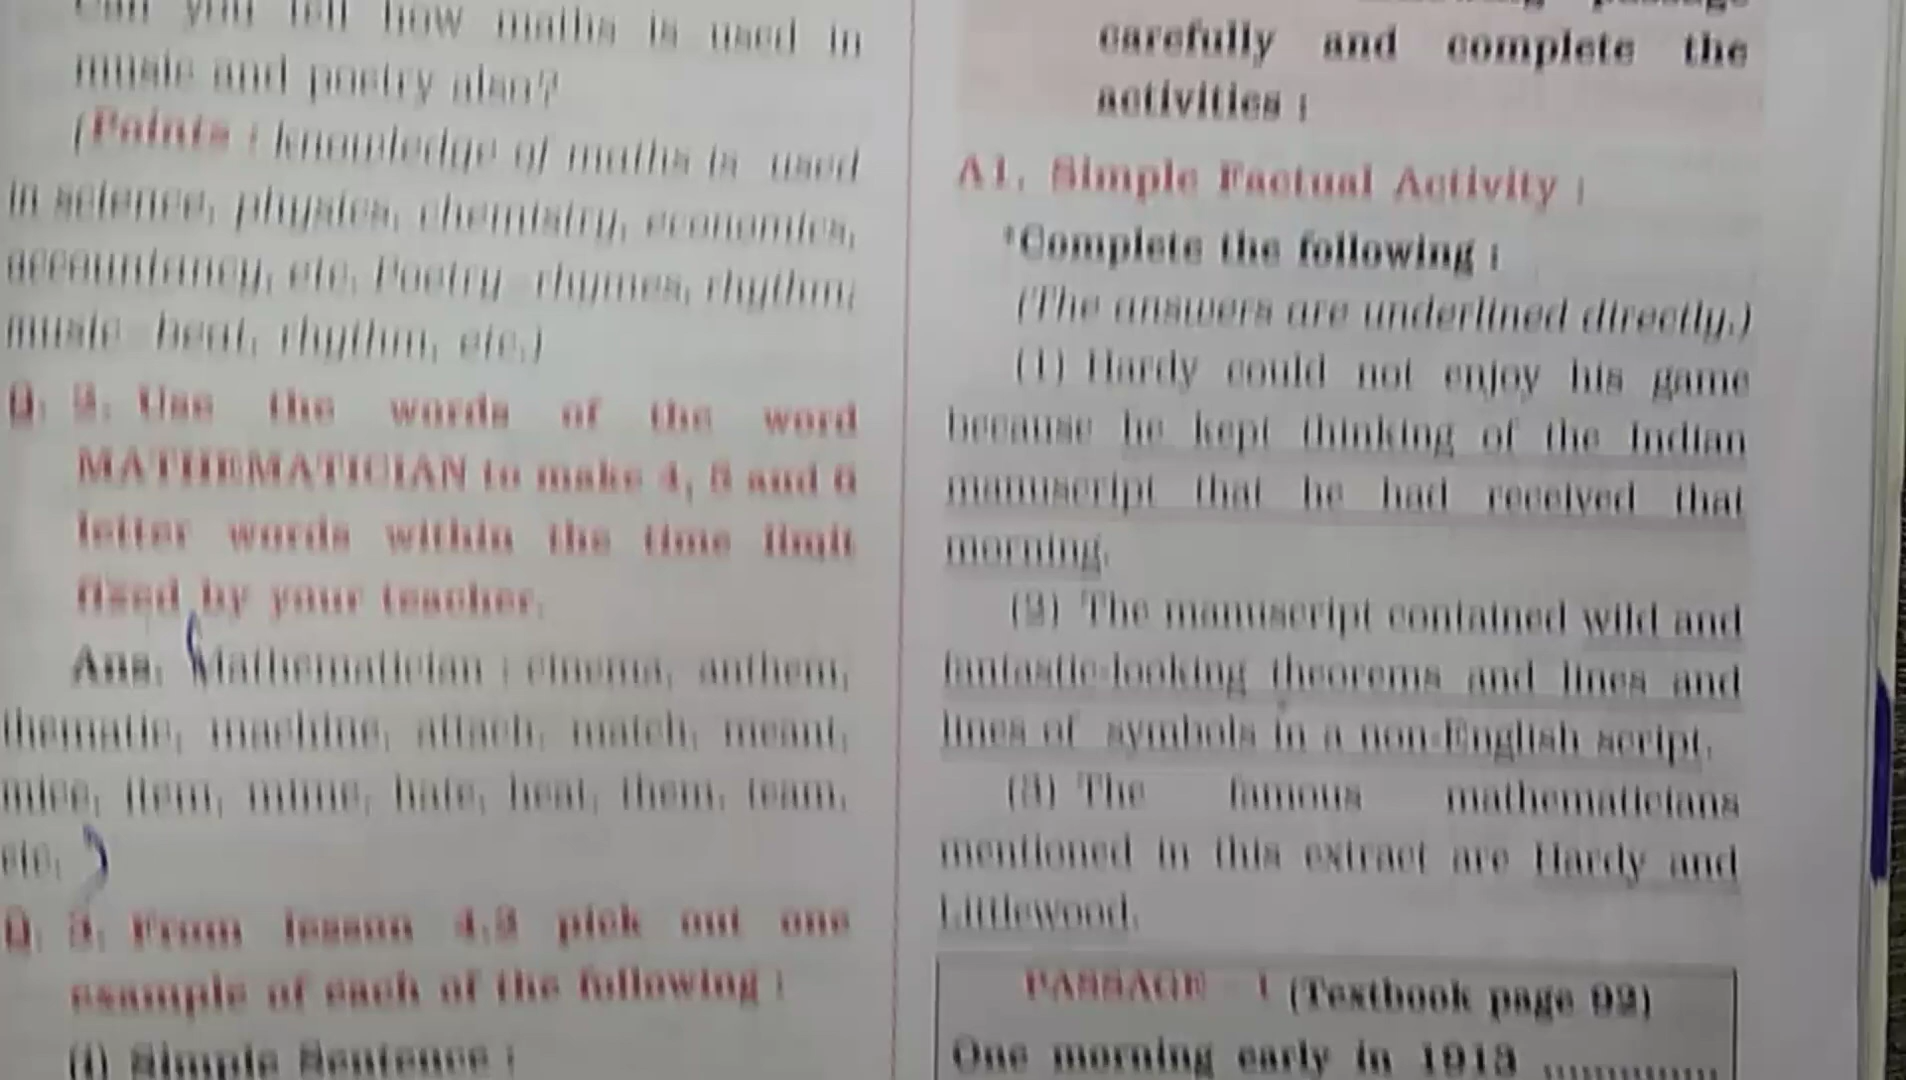 Can you tell how maths is used in
music and poetry also?
(Points : knowledge of maths is used
in science, physics, chemistry, economics,
accountancy, etc. Poetry–rhymes, rhythm;
music–beat, rhythm, etc.)
Q. 2. Use the words of the word
MATHEMATICIAN to make 4, 5 and 6
letter words within the time limit
fixed by your teacher.
Ans. Mathematician : cinema, anthem,
thematic, machine, attach, match, meant,
mice, item, mime, hate, heat, them, team,
etc.
Q. 3. From lesson 4.3 pick out one
example of each of the following :
(i) Simple Sentence :
passage
carefully and complete the
activities :
A1. Simple Factual Activity :
*Complete the following :
(The answers are underlined directly.)
(1) Hardy could not enjoy his game
because he kept thinking of the Indian
manuscript that he had received that
morning.
(2) The manuscript contained wild and
fantastic-looking theorems and lines and
lines of symbols in a non-English script.
(3) The famous mathematicians
mentioned in this extract are Hardy and
Littlewood.
PASSAGE – 1 (Textbook page 92)
One morning early in 1913 ............